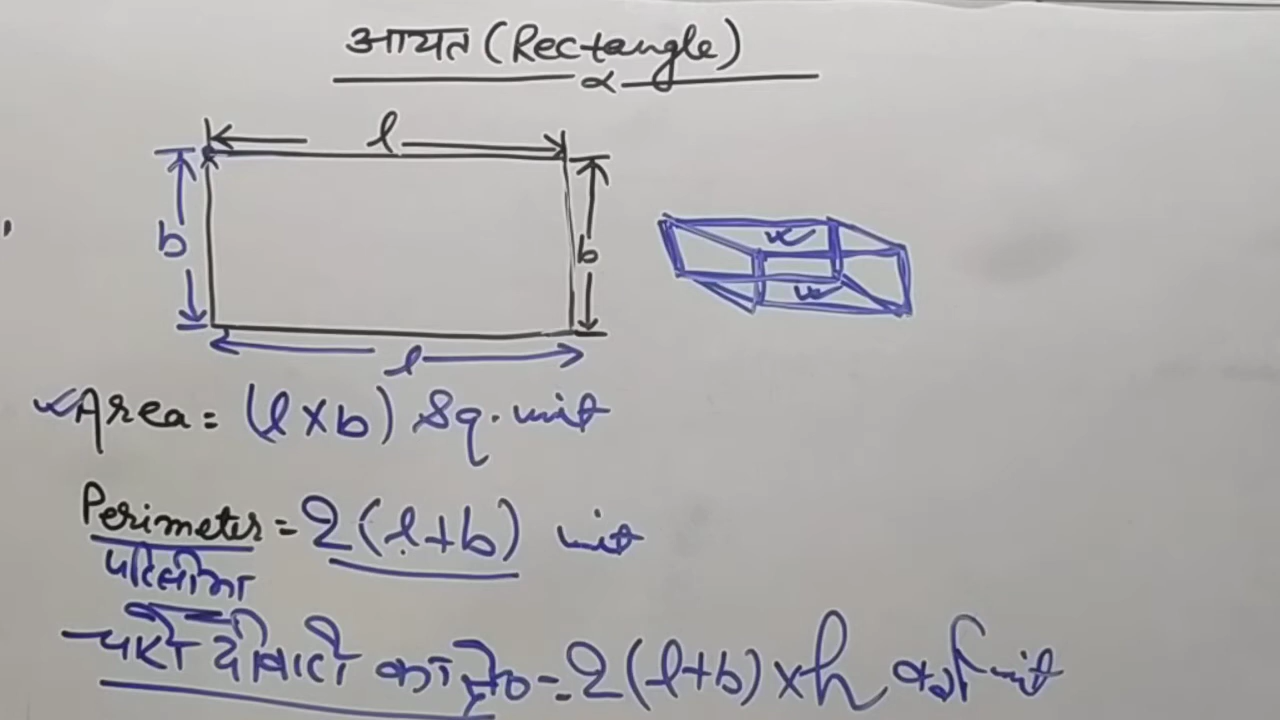 आयत (Rectangle)
l
b
b
l
Area = (l×b) Sq. unit
Perimeter = 2(l+b) unit
परिसीमा
दीवारों का क्षे० = 2(l+b)×h वर्ग unit